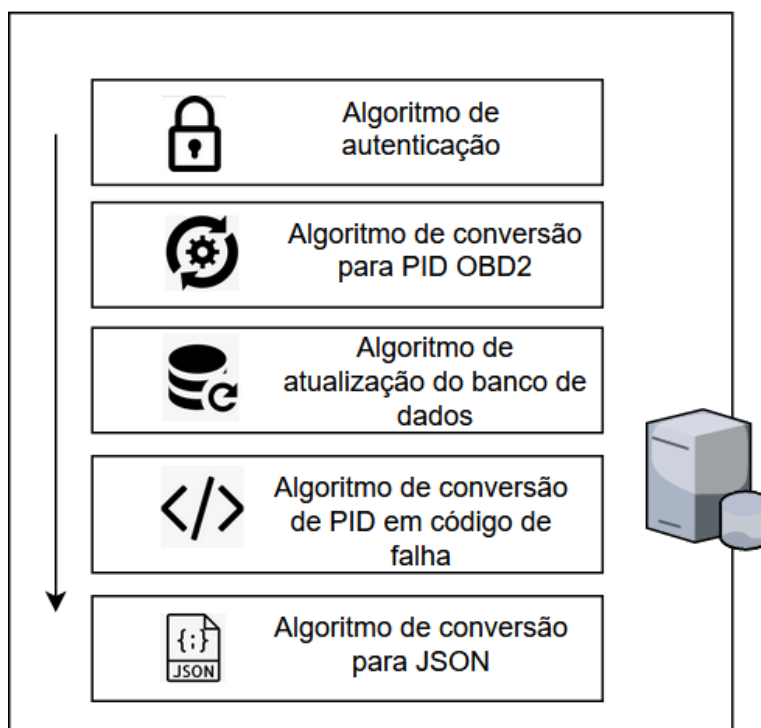 Algoritmo de
autenticação
Algoritmo de conversão
para PID OBD2
Algoritmo de
atualização do banco de
dados
Algoritmo de conversão
de PID em código de
falha
{;}
JSON
Algoritmo de conversão
para JSON